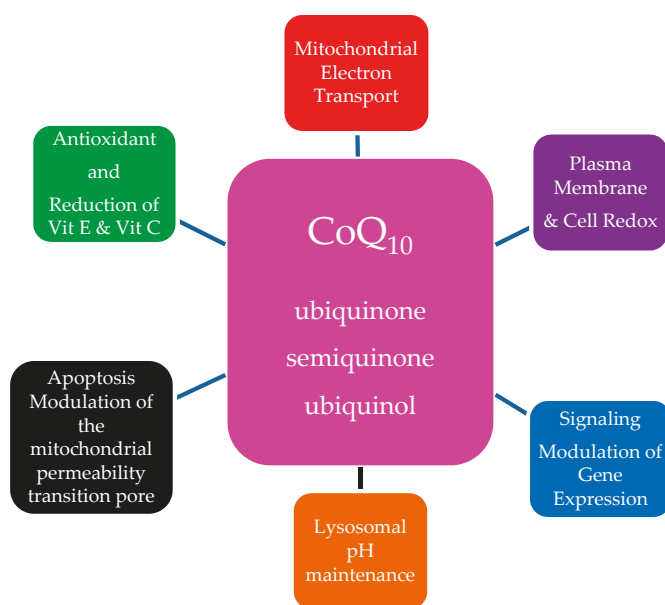 Mitochondrial
Electron
Transport
Antioxidant
and
Reduction of
Vit E & Vit C
Plasma
Membrane
& Cell Redox
CoQ₁₀
ubiquinone
semiquinone
ubiquinol
Apoptosis
Modulation of
the
mitochondrial
permeability
transition pore
Signaling
Modulation of
Gene
Expression
Lysosomal
pH
maintenance